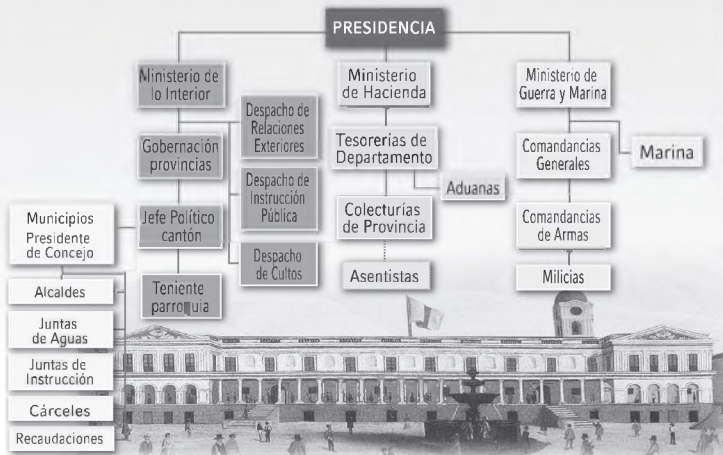 PRESIDENCIA
Ministerio de
lo Interior
Gobernación
provincias
Jefe Político
cantón
Teniente
parroquia
Despacho de
Relaciones
Exteriores
Despacho de
Instrucción
Pública
Despacho
de Cultos
Municipios
Presidente
de Concejo
Alcaldes
Juntas
de Aguas
Juntas de
Instrucción
Cárceles
Recaudaciones
Ministerio
de Hacienda
Tesorerías de
Departamento
Aduanas
Colecturías
de Provincia
Asentistas
Ministerio de
Guerra y Marina
Comandancias
Generales
Marina
Comandancias
de Armas
Milicias